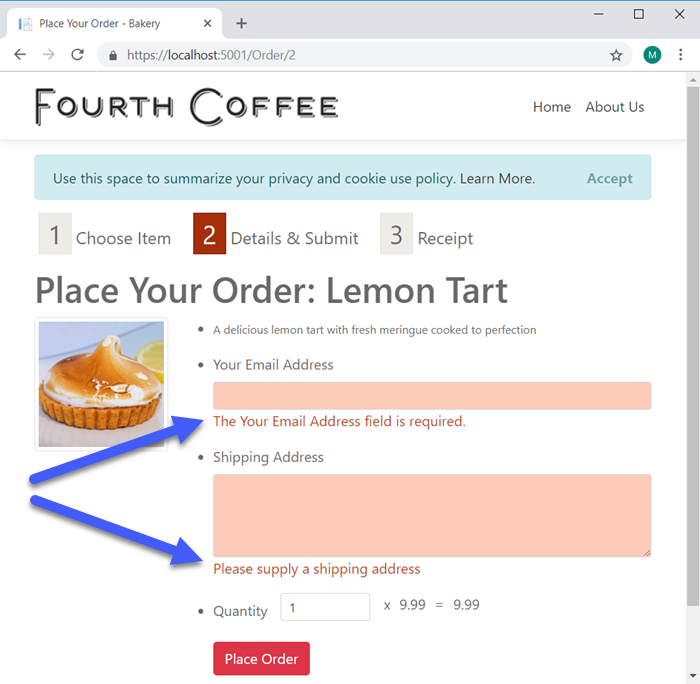 Place Your Order - Bakery
https://localhost:5001/Order/2
M
FOURTH COFFEE
Home About Us
Use this space to summarize your privacy and cookie use policy. Learn More. Accept
1 Choose Item 2 Details & Submit 3 Receipt
Place Your Order: Lemon Tart
A delicious lemon tart with fresh meringue cooked to perfection
Your Email Address
The Your Email Address field is required.
Shipping Address
Please supply a shipping address
Quantity 1 x 9.99 = 9.99
Place Order